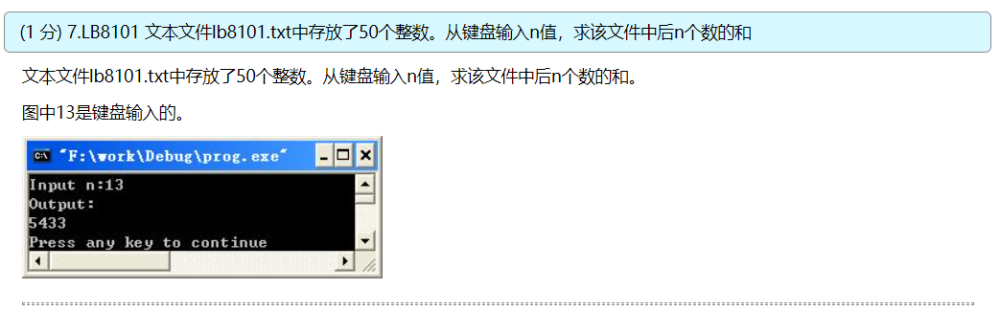 (1 分) 7.LB8101 文本文件lb8101.txt中存放了50个整数。从键盘输入n值，求该文件中后n个数的和
文本文件lb8101.txt中存放了50个整数。从键盘输入n值，求该文件中后n个数的和。
图中13是键盘输入的。
"F:\work\Debug\prog.exe"
Input n:13
Output:
5433
Press any key to continue